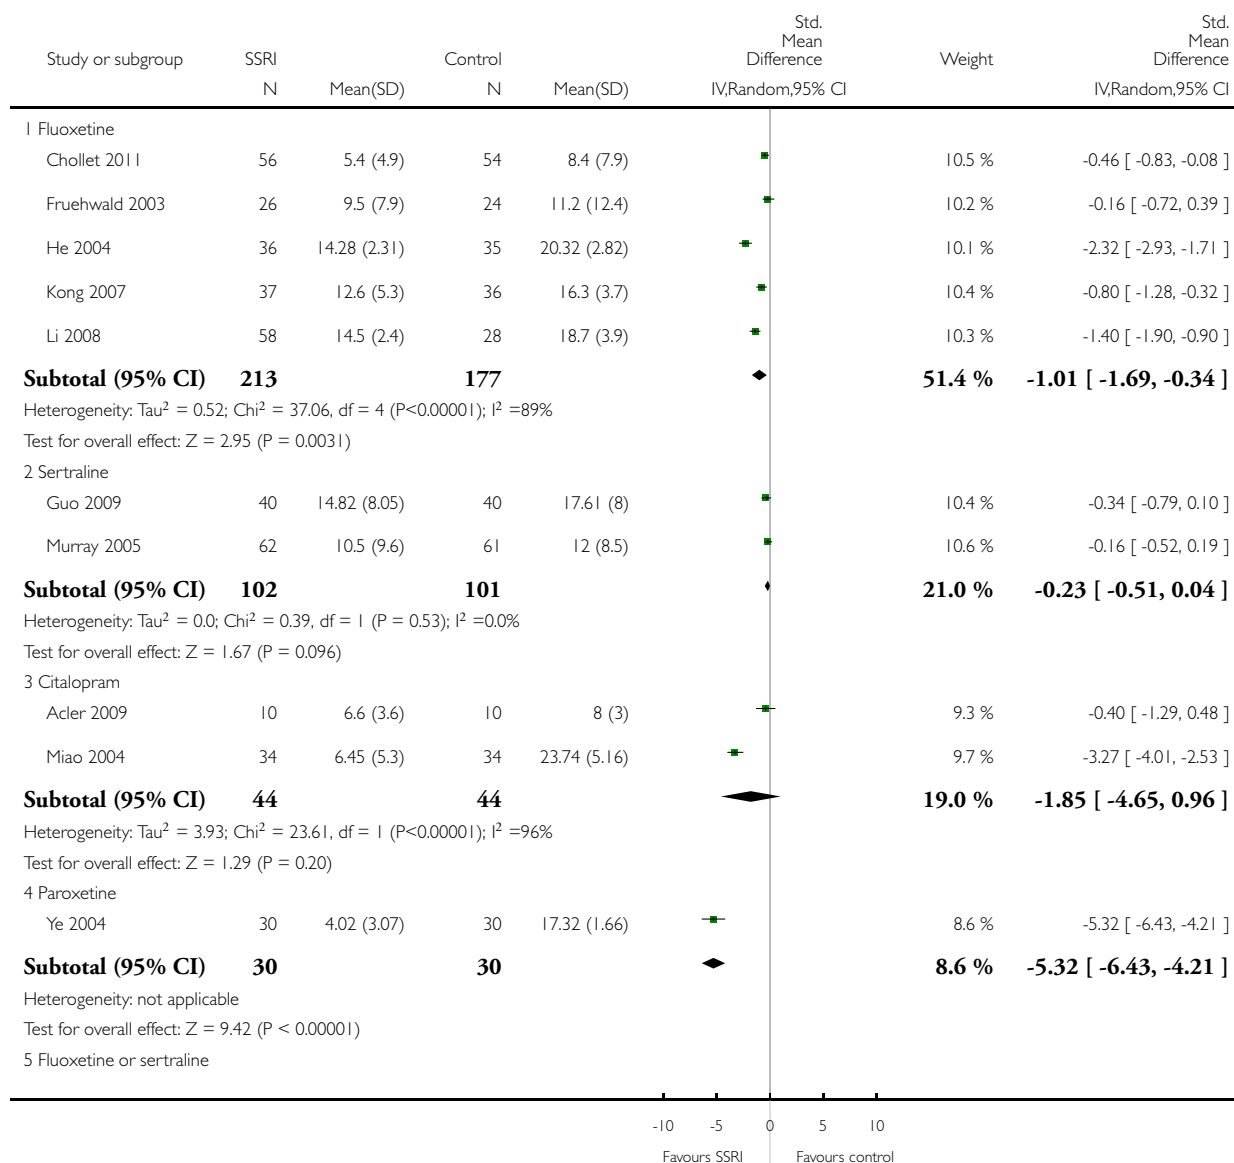 Std. Std.
Mean Mean
Study or subgroup SSRI Control Difference Weight Difference
N Mean(SD) N Mean(SD) IV,Random,95% CI IV,Random,95% CI
1 Fluoxetine
Chollet 2011 56 5.4 (4.9) 54 8.4 (7.9) 10.5 % -0.46 [ -0.83, -0.08 ]
Fruehwald 2003 26 9.5 (7.9) 24 11.2 (12.4) 10.2 % -0.16 [ -0.72, 0.39 ]
He 2004 36 14.28 (2.31) 35 20.32 (2.82) 10.1 % -2.32 [ -2.93, -1.71 ]
Kong 2007 37 12.6 (5.3) 36 16.3 (3.7) 10.4 % -0.80 [ -1.28, -0.32 ]
Li 2008 58 14.5 (2.4) 28 18.7 (3.9) 10.3 % -1.40 [ -1.90, -0.90 ]
Subtotal (95% CI) 213 177 51.4 % -1.01 [ -1.69, -0.34 ]
Heterogeneity: Tau² = 0.52; Chi² = 37.06, df = 4 (P<0.00001); I² =89%
Test for overall effect: Z = 2.95 (P = 0.0031)
2 Sertraline
Guo 2009 40 14.82 (8.05) 40 17.61 (8) 10.4 % -0.34 [ -0.79, 0.10 ]
Murray 2005 62 10.5 (9.6) 61 12 (8.5) 10.6 % -0.16 [ -0.52, 0.19 ]
Subtotal (95% CI) 102 101 21.0 % -0.23 [ -0.51, 0.04 ]
Heterogeneity: Tau² = 0.0; Chi² = 0.39, df = 1 (P = 0.53); I² =0.0%
Test for overall effect: Z = 1.67 (P = 0.096)
3 Citalopram
Acler 2009 10 6.6 (3.6) 10 8 (3) 9.3 % -0.40 [ -1.29, 0.48 ]
Miao 2004 34 6.45 (5.3) 34 23.74 (5.16) 9.7 % -3.27 [ -4.01, -2.53 ]
Subtotal (95% CI) 44 44 19.0 % -1.85 [ -4.65, 0.96 ]
Heterogeneity: Tau² = 3.93; Chi² = 23.61, df = 1 (P<0.00001); I² =96%
Test for overall effect: Z = 1.29 (P = 0.20)
4 Paroxetine
Ye 2004 30 4.02 (3.07) 30 17.32 (1.66) 8.6 % -5.32 [ -6.43, -4.21 ]
Subtotal (95% CI) 30 30 8.6 % -5.32 [ -6.43, -4.21 ]
Heterogeneity: not applicable
Test for overall effect: Z = 9.42 (P < 0.00001)
5 Fluoxetine or sertraline
-10 -5 0 5 10
Favours SSRI Favours control